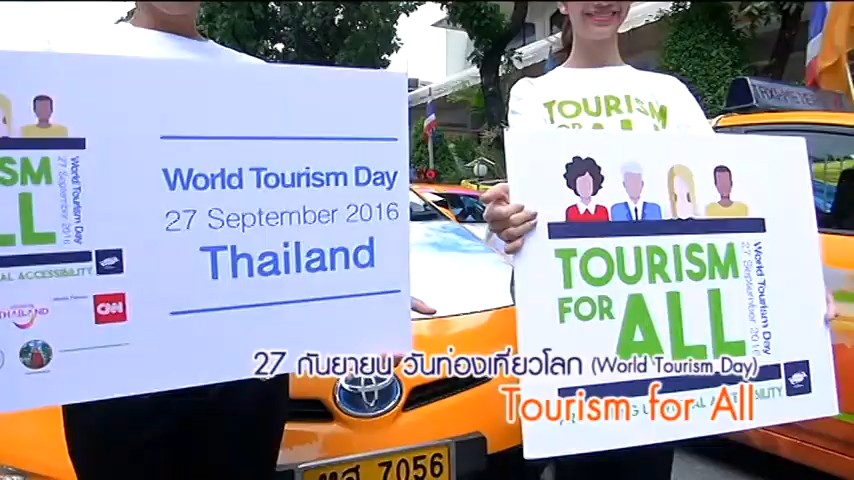 World Tourism Day
27 September 2016
Thailand
SM
ALL
World Tourism Day
27 September 2016
ACCESSIBILITY
THAILAND
CNN
TOURISM
TOURISM
FOR
ALL
World Tourism Day
27 September 2016
27 กันยายน วันท่องเที่ยวโลก (World Tourism Day)
Tourism for All
7056